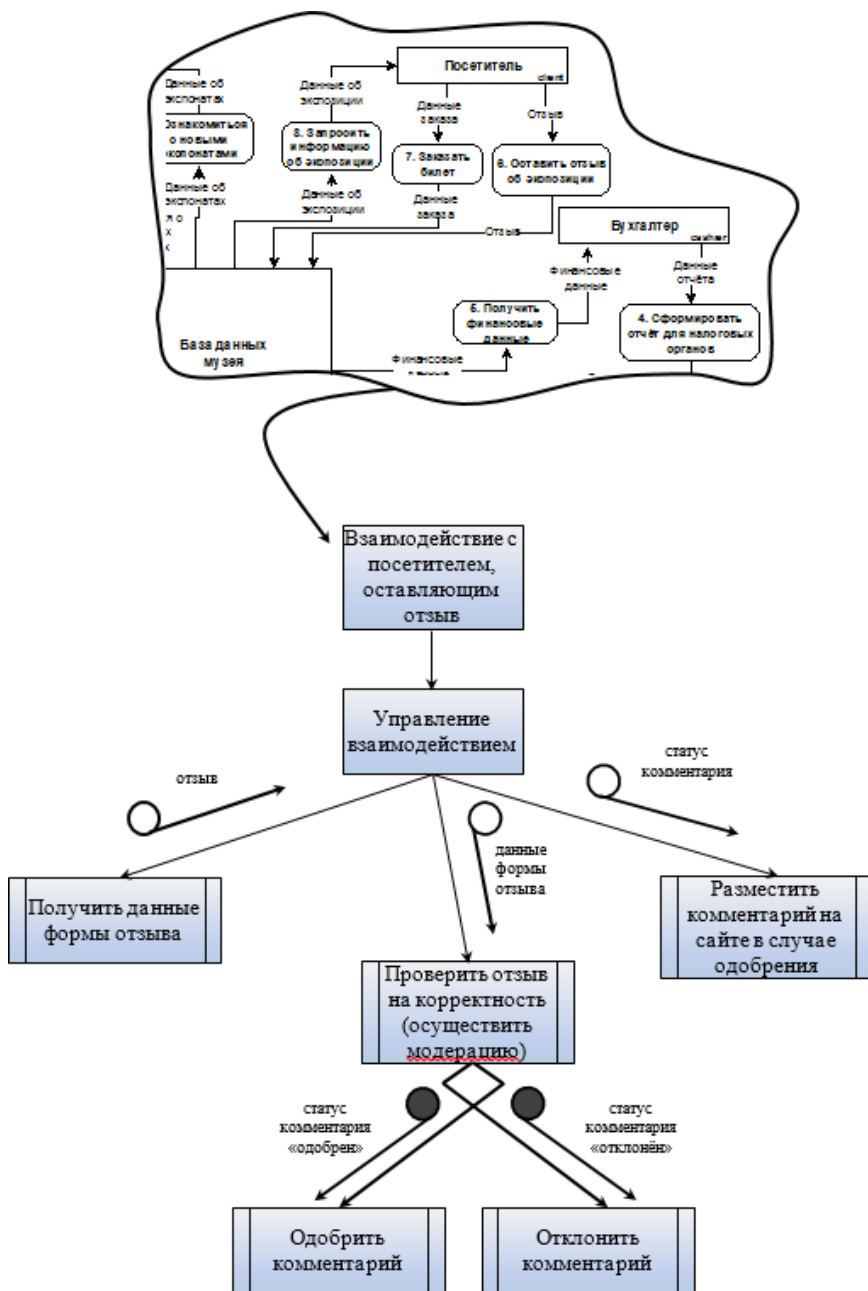 Посетитель
client
Данные об
экспонатах
Данные об
экспозиции
Данные
заказа
Отзыв
Ознакомиться
с новыми
экспонатами
8. Запросить
информацию
об экспозиции
7. Заказать
билет
6. Оставить отзыв
об экспозиции
Данные об
экспонатах
Данные об
экспозиции
Данные
заказа
Отзыв
Бухгалтер
cashier
Финансовые
данные
Данные
отчёта
5. Получить
финансовые
данные
4. Сформировать
отчёт для налоговых
органов
База данных
музея
Финансовые
Взаимодействие с
посетителем,
оставляющим
отзыв
Управление
взаимодействием
отзыв
статус
комментария
данные
формы
отзыва
Получить данные
формы отзыва
Разместить
комментарий на
сайте в случае
одобрения
Проверить отзыв
на корректность
(осуществить
модерацию)
статус
комментария
«одобрен»
статус
комментария
«отклонён»
Одобрить
комментарий
Отклонить
комментарий